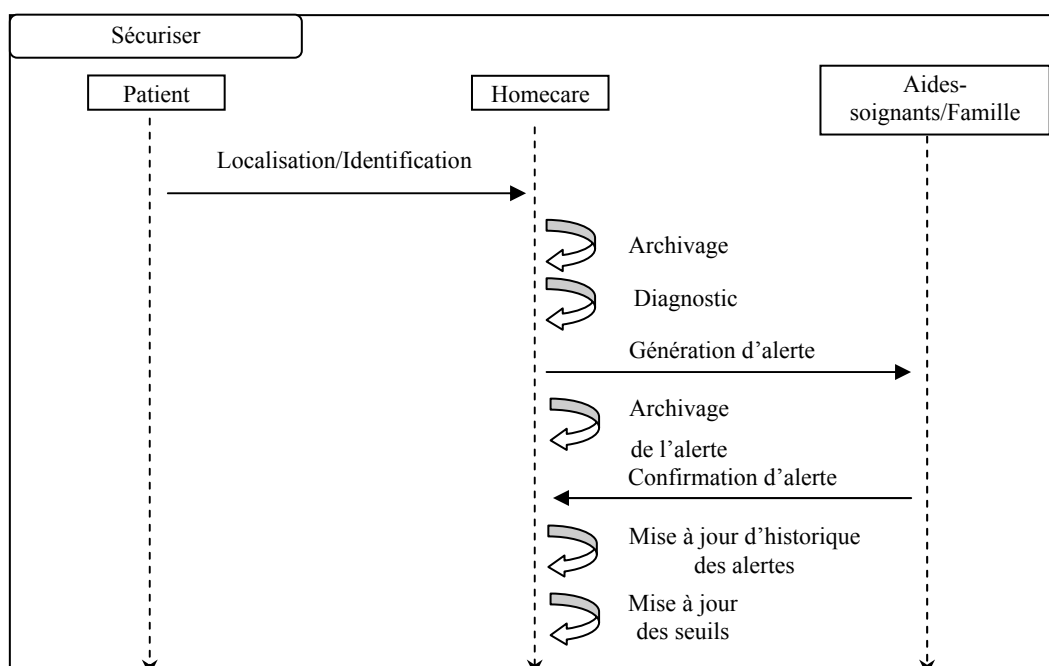 Sécuriser
Patient
Homecare
Aides-
soignants/Famille
Localisation/Identification
Archivage
Diagnostic
Génération d’alerte
Archivage
de l’alerte
Confirmation d’alerte
Mise à jour d’historique
des alertes
Mise à jour
des seuils